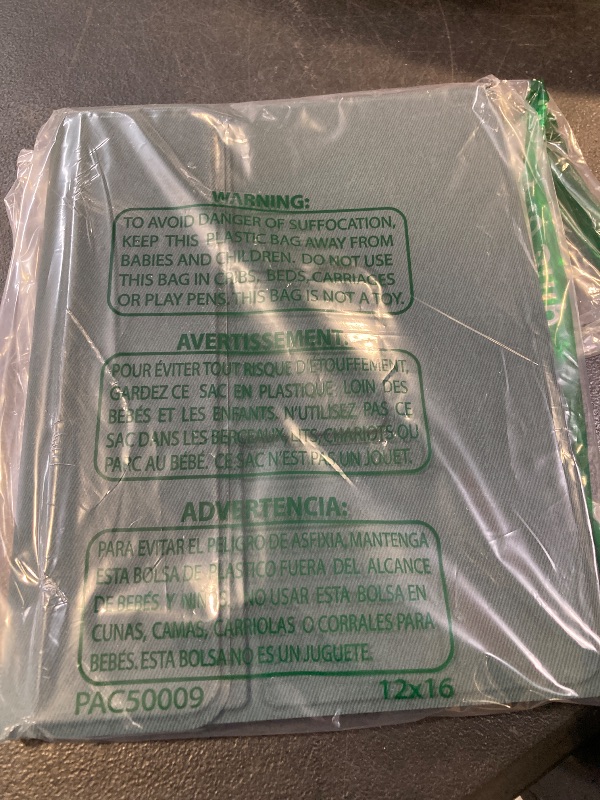 WARNING:
TO AVOID DANGER OF SUFFOCATION,
KEEP THIS PLASTIC BAG AWAY FROM
BABIES AND CHILDREN. DO NOT USE
THIS BAG IN CRIBS, BEDS, CARRIAGES
OR PLAY PENS. THIS BAG IS NOT A TOY.
AVERTISSEMENT:
POUR ÉVITER TOUT RISQUE D'ÉTOUFFEMENT,
GARDEZ CE SAC EN PLASTIQUE LOIN DES
BÉBÉS ET LES ENFANTS. N'UTILISEZ PAS CE
SAC DANS LES BERCEAUX, LITS, CHARIOTS OU
PARC AU BÉBÉ. CE SAC N'EST PAS UN JOUET.
ADVERTENCIA:
PARA EVITAR EL PELIGRO DE ASFIXIA, MANTENGA
ESTA BOLSA DE PLASTICO FUERA DEL ALCANCE
DE BEBÉS Y NIÑOS. NO USAR ESTA BOLSA EN
CUNAS, CAMAS, CARRIOLAS O CORRALES PARA
BEBÉS. ESTA BOLSA NO ES UN JUGUETE.
PAC50009 12x16